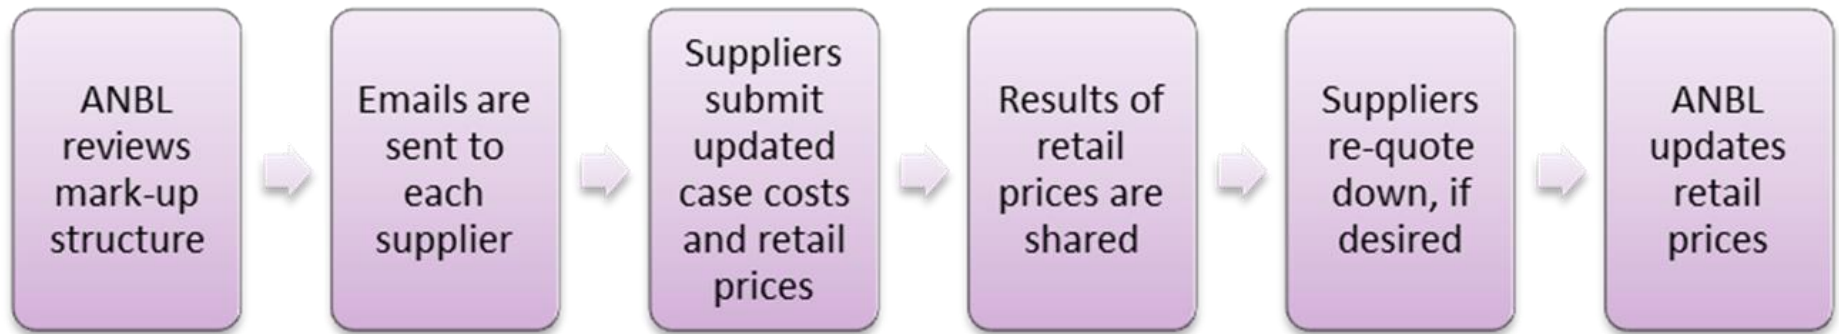 ANBL
reviews
mark-up
structure
Emails are
sent to
each
supplier
Suppliers
submit
updated
case costs
and retail
prices
Results of
retail
prices are
shared
Suppliers
re-quote
down, if
desired
ANBL
updates
retail
prices